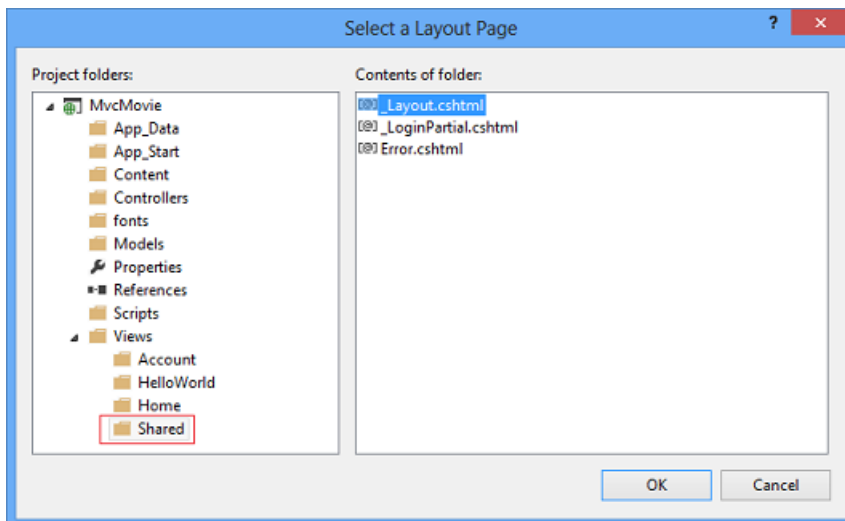 Select a Layout Page
?
×
Project folders:
MvcMovie
App_Data
App_Start
Content
Controllers
fonts
Models
Properties
References
Scripts
Views
Account
HelloWorld
Home
Shared
Contents of folder:
[@] _Layout.cshtml
[@] _LoginPartial.cshtml
[@] Error.cshtml
OK
Cancel